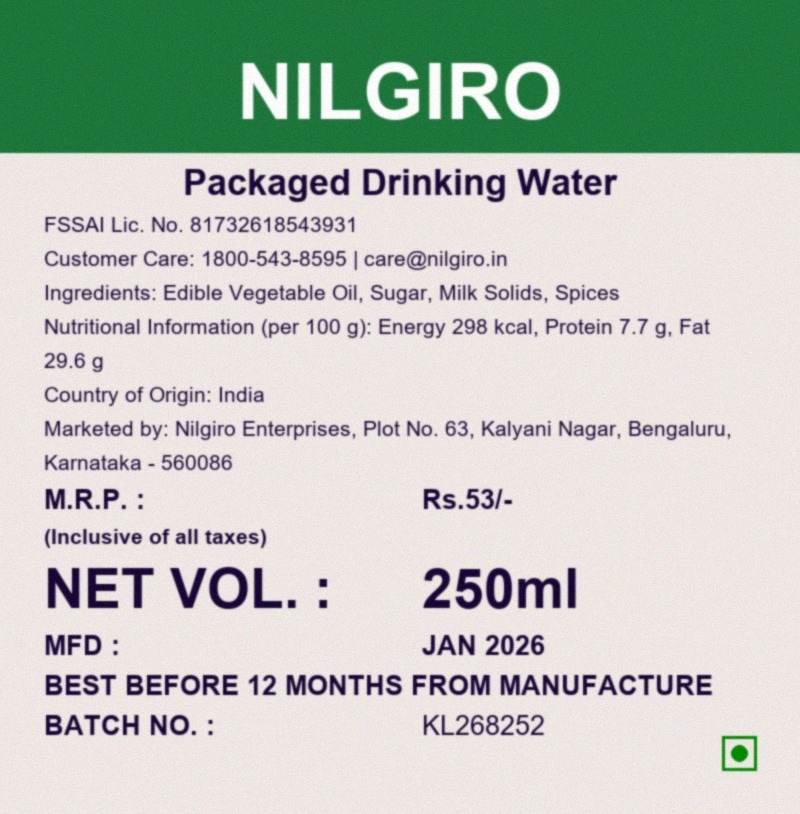 NILGIRO
Packaged Drinking Water
FSSAI Lic. No. 81732618543931
Customer Care: 1800-543-8595 | care@nilgiro.in
Ingredients: Edible Vegetable Oil, Sugar, Milk Solids, Spices
Nutritional Information (per 100 g): Energy 298 kcal, Protein 7.7 g, Fat
29.6 g
Country of Origin: India
Marketed by: Nilgiro Enterprises, Plot No. 63, Kalyani Nagar, Bengaluru,
Karnataka - 560086
M.R.P. : Rs.53/-
(Inclusive of all taxes)
NET VOL. : 250ml
MFD : JAN 2026
BEST BEFORE 12 MONTHS FROM MANUFACTURE
BATCH NO. : KL268252